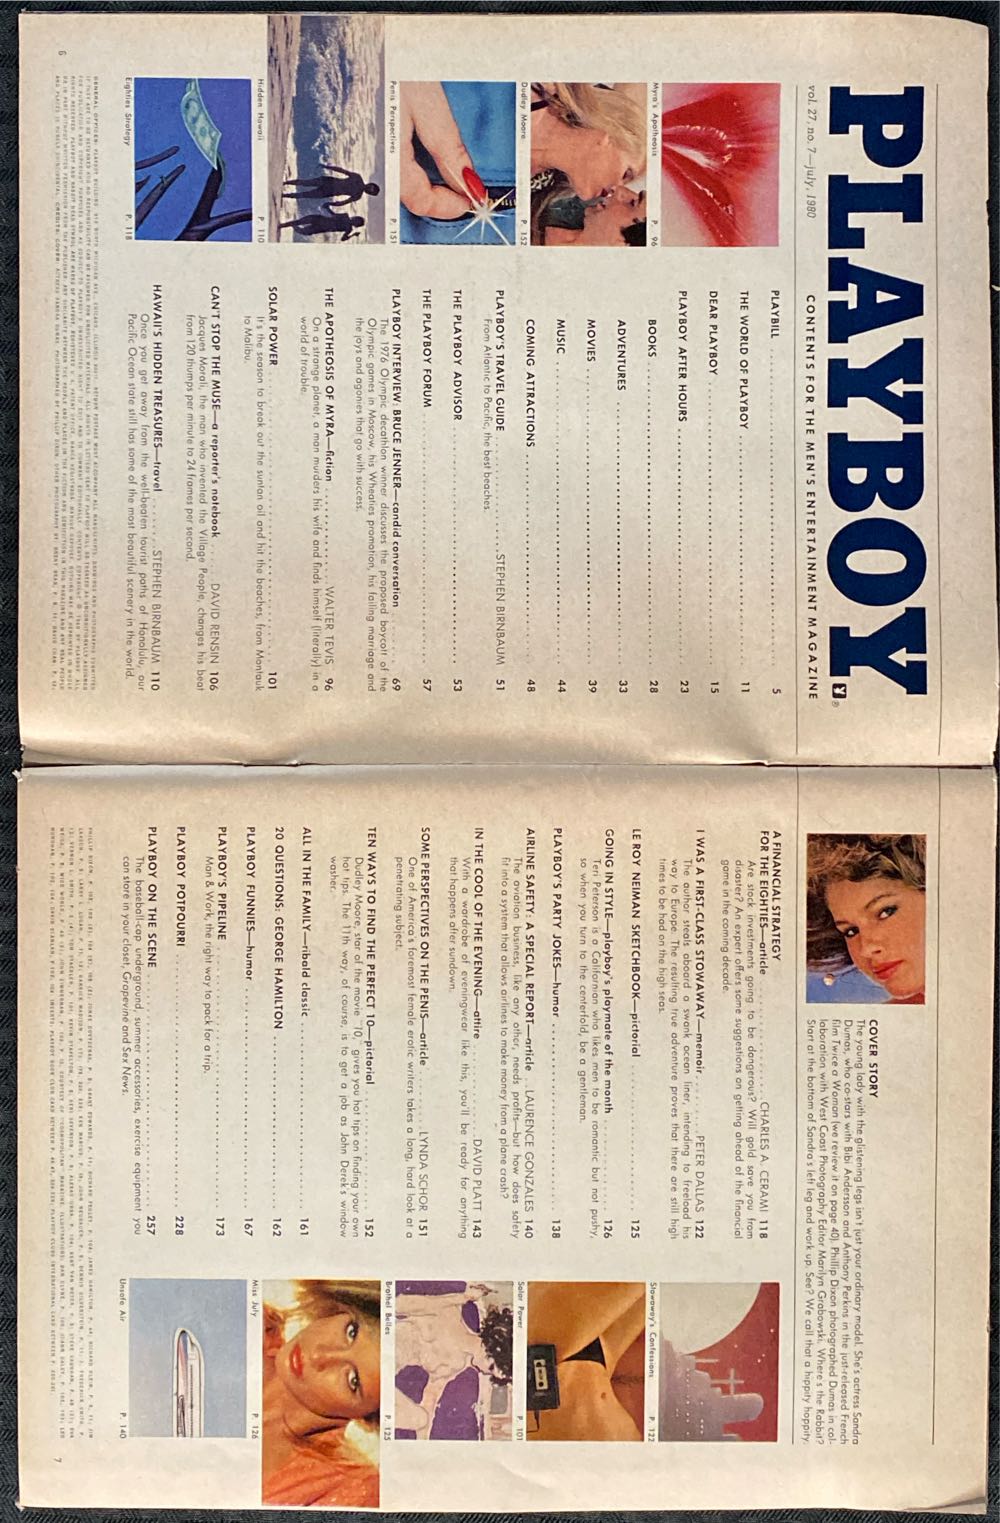 PLAYBOY
vol. 27, no. 7—july, 1980
CONTENTS FOR THE MEN'S ENTERTAINMENT MAGAZINE
PLAYBILL 5
THE WORLD OF PLAYBOY 11
DEAR PLAYBOY 15
PLAYBOY AFTER HOURS 23
BOOKS 28
ADVENTURES 33
MOVIES 39
MUSIC 44
COMING ATTRACTIONS 48
PLAYBOY'S TRAVEL GUIDE STEPHEN BIRNBAUM 51
From Atlantic to Pacific, the best beaches.
THE PLAYBOY ADVISOR 53
THE PLAYBOY FORUM 57
PLAYBOY INTERVIEW: BRUCE JENNER—candid conversation 69
The 1976 Olympic decathlon winner discusses the proposed boycott of the
Olympic games in Moscow, his Wheaties promotion, his failing marriage and
the joys and agonies that go with success.
THE APOTHEOSIS OF MYRA—fiction WALTER TEVIS 96
On a strange planet, a man murders his wife and finds himself (literally) in a
world of trouble.
SOLAR POWER 101
It's the season to break out the suntan oil and hit the beaches, from Montauk
to Malibu.
CAN'T STOP THE MUSE—a reporter's notebook DAVID RENSIN 106
Jacques Morali, the man who invented the Village People, changes his beat
from 120 thumps per minute to 24 frames per second.
HAWAII'S HIDDEN TREASURES—travel STEPHEN BIRNBAUM 110
Once you get away from the well-beaten tourist paths of Honolulu, our
Pacific Ocean state still has some of the most beautiful scenery in the world.
Myra's Apotheosis P. 96
Dudley Moore P. 152
Penis Perspectives P. 151
Hidden Hawaii P. 110
Eighties Strategy P. 118
6
COVER STORY
The young lady with the glistening legs isn't just your ordinary model. She's actress Sandra
Dumas, who co-stars with Bibi Andersson and Anthony Perkins in the just-released French
film Twice a Woman (we review it on page 40). Phillip Dixon photographed Dumas in col-
laboration with West Coast Photography Editor Marilyn Grabowski. Where's the Rabbit?
Start at the bottom of Sandra's left leg and work up. See? We call that a hippity hoppity.
A FINANCIAL STRATEGY
FOR THE EIGHTIES—article CHARLES A. CERAMI 118
Are stock investments going to be dangerous? Will gold save you from
disaster? An expert offers some suggestions on getting ahead of the financial
game in the coming decade.
I WAS A FIRST-CLASS STOWAWAY—memoir PETER DALLAS 122
The author steals aboard a swank ocean liner, intending to freeload his
way to Europe. The resulting true adventure proves that there are still high
times to be had on the high seas.
LE ROY NEIMAN SKETCHBOOK—pictorial 125
GOING IN STYLE—playboy's playmate of the month 126
Teri Peterson is a Californian who likes men to be romantic but not pushy,
so when you turn to the centerfold, be a gentleman.
PLAYBOY'S PARTY JOKES—humor 138
AIRLINE SAFETY: A SPECIAL REPORT—article LAURENCE GONZALES 140
The aviation business, like any other, needs profits—but how does safety
fit into a system that allows airlines to make money from a plane crash?
IN THE COOL OF THE EVENING—attire DAVID PLATT 143
With a wardrobe of eveningwear like this, you'll be ready for anything
that happens after sundown.
SOME PERSPECTIVES ON THE PENIS—article LYNDA SCHOR 151
One of America's foremost female erotic writers takes a long, hard look at a
penetrating subject.
TEN WAYS TO FIND THE PERFECT 10—pictorial 152
Dudley Moore, star of the movie "10," gives you hot tips on finding your own
hot tips. The 11th way, of course, is to get a job as John Derek's window
washer.
ALL IN THE FAMILY—ribald classic 161
20 QUESTIONS: GEORGE HAMILTON 162
PLAYBOY FUNNIES—humor 167
PLAYBOY'S PIPELINE 173
Man & Work, the right way to pack for a trip.
PLAYBOY POTPOURRI 228
PLAYBOY ON THE SCENE 257
The baseball-cap underground, summer accessories, exercise equipment you
can store in your closet, Grapevine and Sex News.
Stowaway's Confessions P. 122
Solar Power P. 101
Brothel Belles P. 125
Miss July P. 126
Unsafe Air P. 140
7